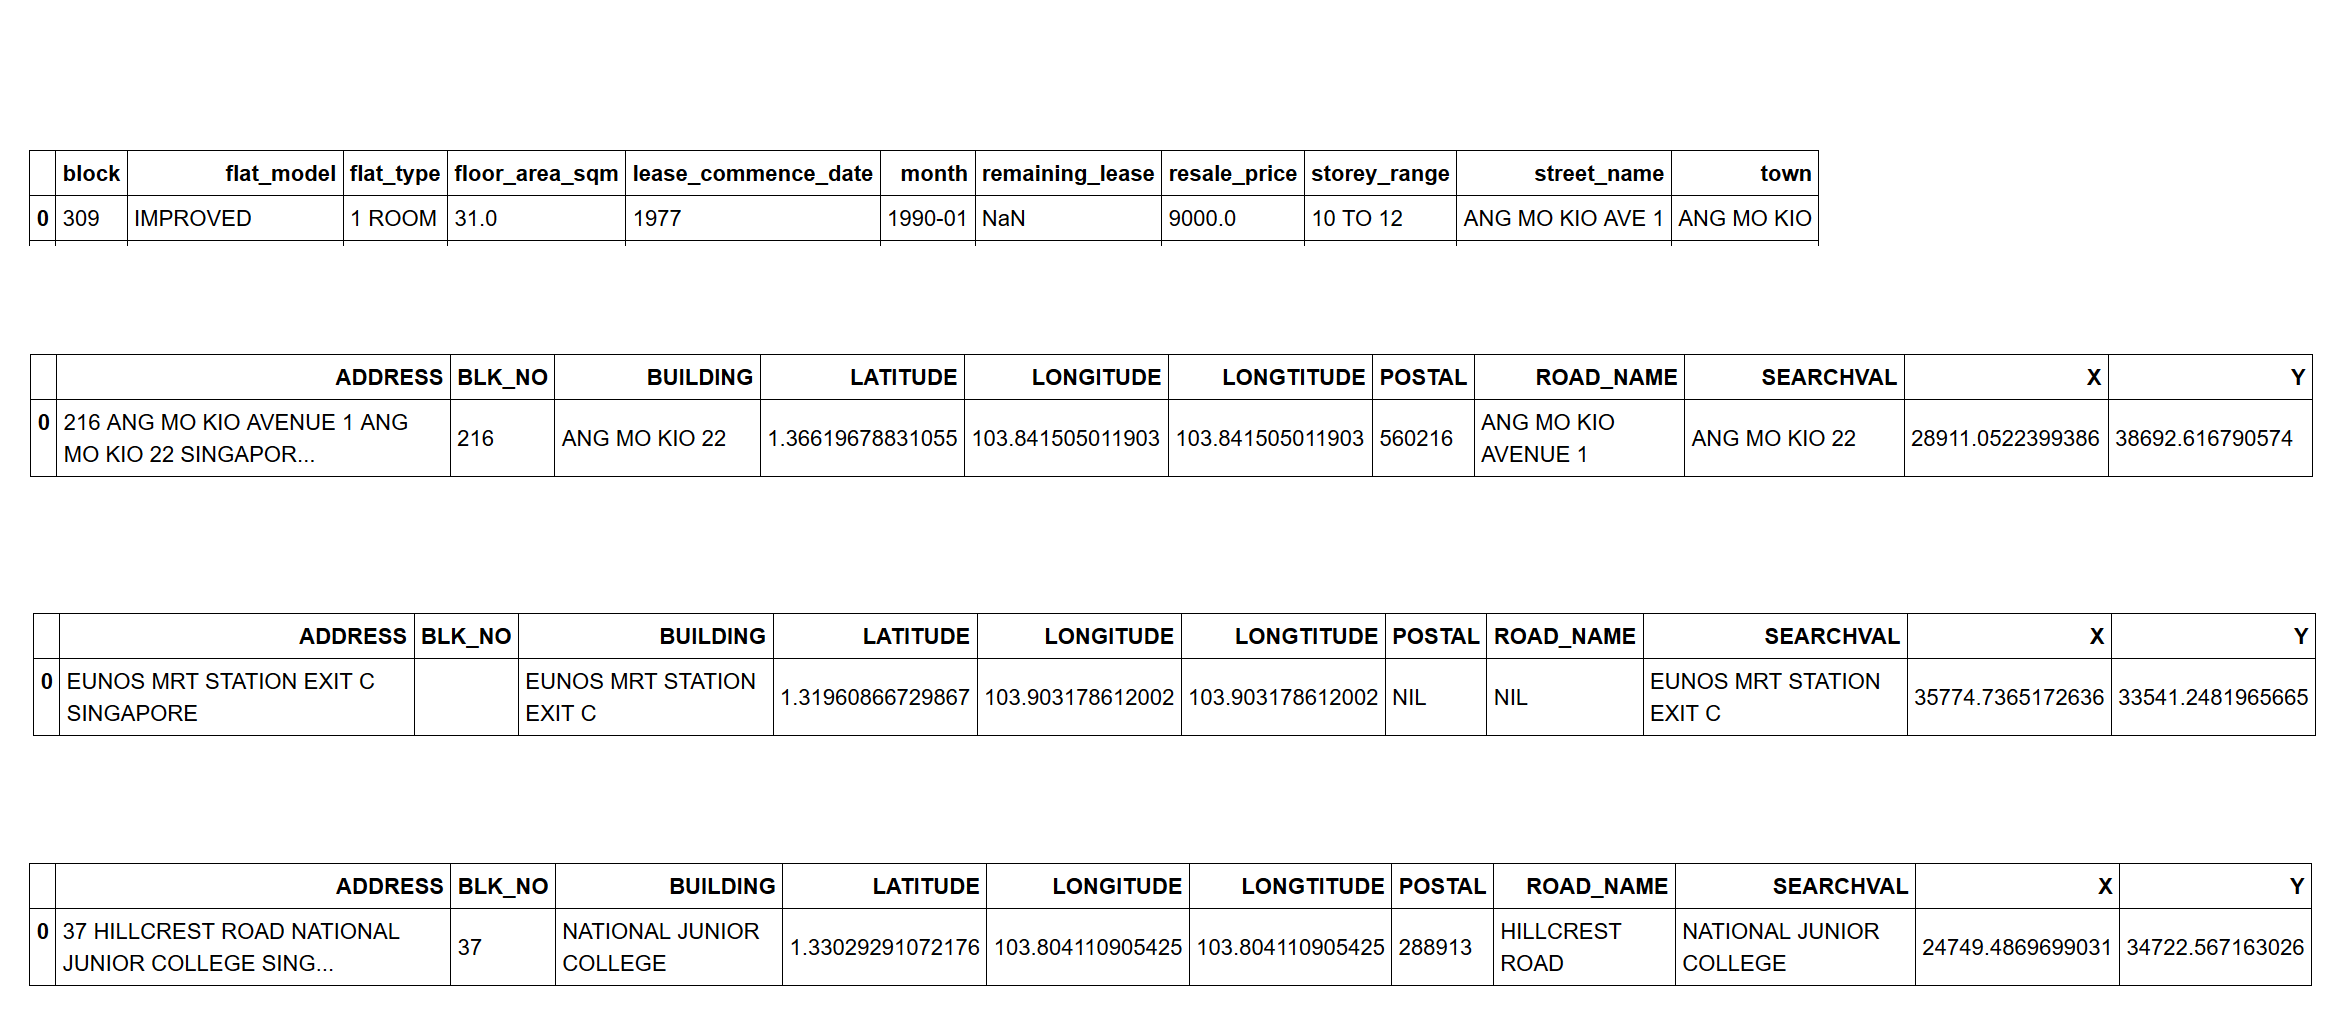 block flat_model flat_type floor_area_sqm lease_commence_date month remaining_lease resale_price storey_range street_name town
0 309 IMPROVED 1 ROOM 31.0 1977 1990-01 NaN 9000.0 10 TO 12 ANG MO KIO AVE 1 ANG MO KIO
ADDRESS BLK_NO BUILDING LATITUDE LONGITUDE LONGTITUDE POSTAL ROAD_NAME SEARCHVAL X Y
0 216 ANG MO KIO AVENUE 1 ANG
MO KIO 22 SINGAPOR... 216 ANG MO KIO 22 1.36619678831055 103.841505011903 103.841505011903 560216 ANG MO KIO
AVENUE 1 ANG MO KIO 22 28911.0522399386 38692.616790574
ADDRESS BLK_NO BUILDING LATITUDE LONGITUDE LONGTITUDE POSTAL ROAD_NAME SEARCHVAL X Y
0 EUNOS MRT STATION EXIT C
SINGAPORE EUNOS MRT STATION
EXIT C 1.31960866729867 103.903178612002 103.903178612002 NIL NIL EUNOS MRT STATION
EXIT C 35774.7365172636 33541.2481965665
ADDRESS BLK_NO BUILDING LATITUDE LONGITUDE LONGTITUDE POSTAL ROAD_NAME SEARCHVAL X Y
0 37 HILLCREST ROAD NATIONAL
JUNIOR COLLEGE SING... 37 NATIONAL JUNIOR
COLLEGE 1.33029291072176 103.804110905425 103.804110905425 288913 HILLCREST
ROAD NATIONAL JUNIOR
COLLEGE 24749.4869699031 34722.567163026